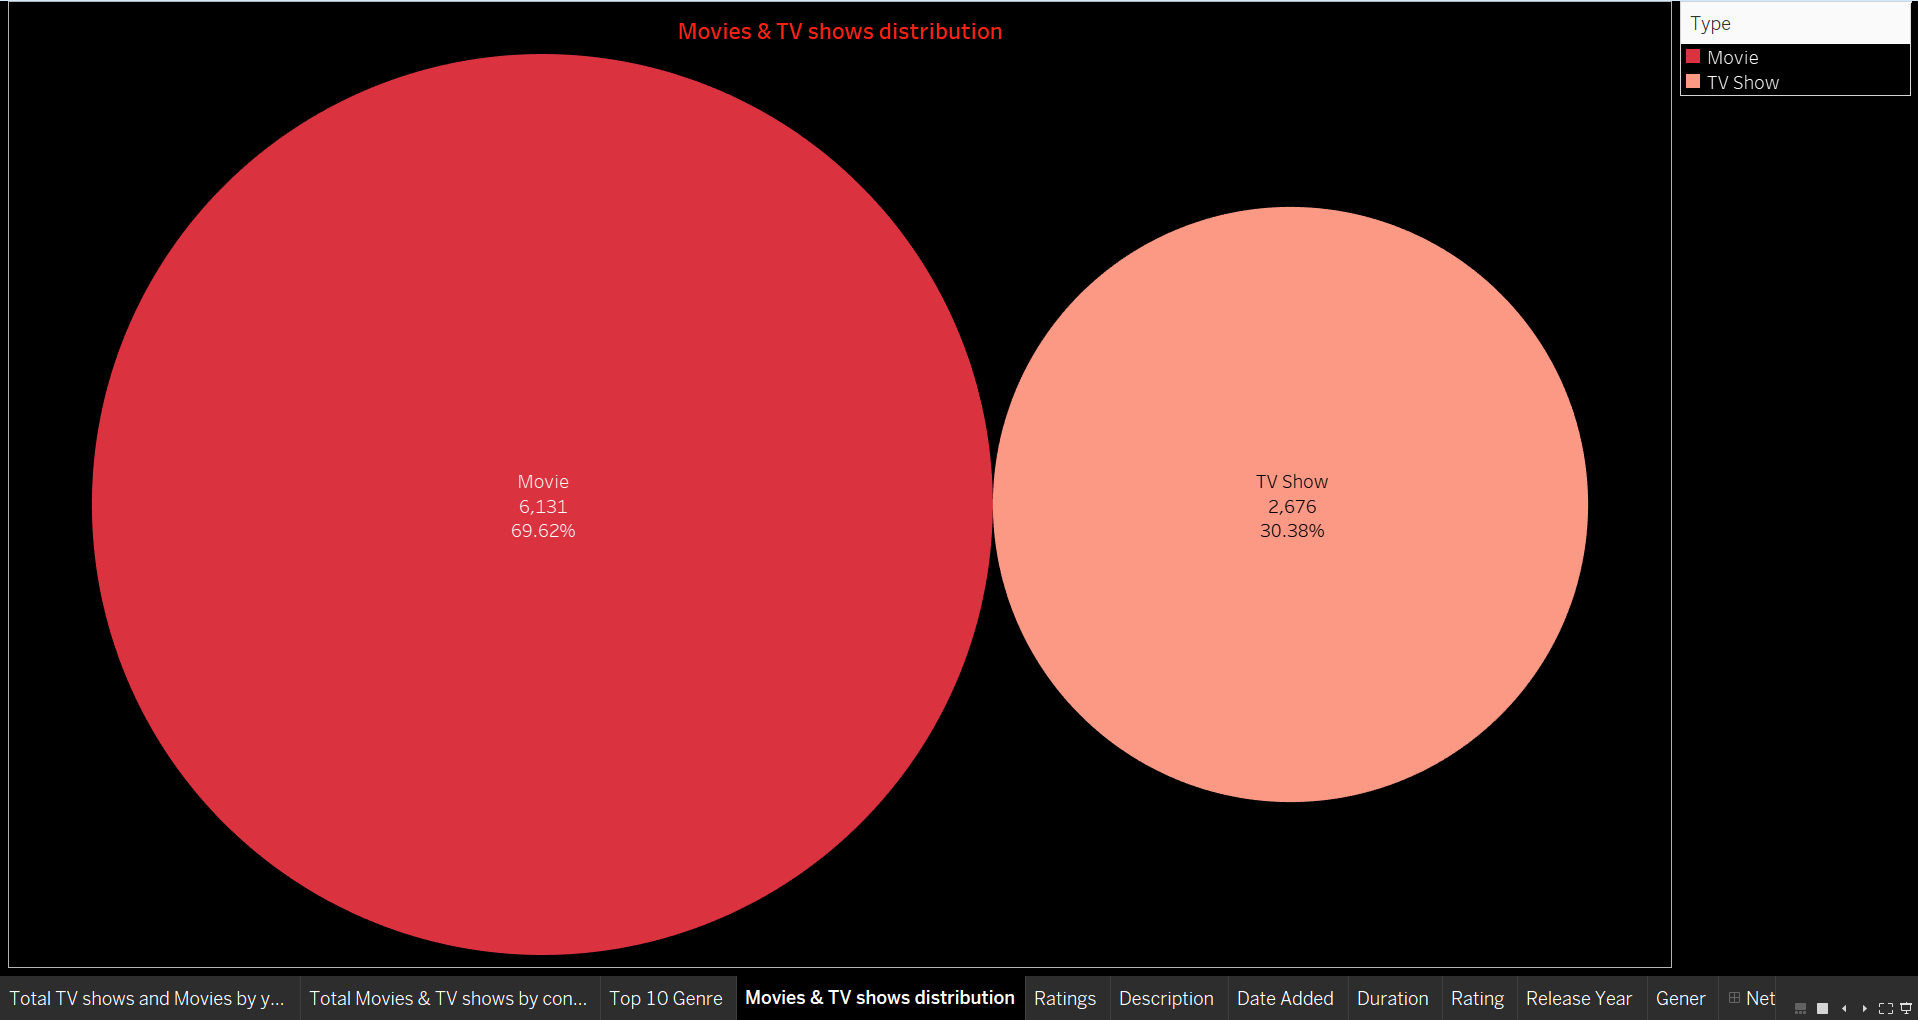 Movies & TV shows distribution
Type
Movie
TV Show
Movie
6,131
69.62%
TV Show
2,676
30.38%
Total TV shows and Movies by y...
Total Movies & TV shows by con...
Top 10 Genre
Movies & TV shows distribution
Ratings
Description
Date Added
Duration
Rating
Release Year
Gener
Net